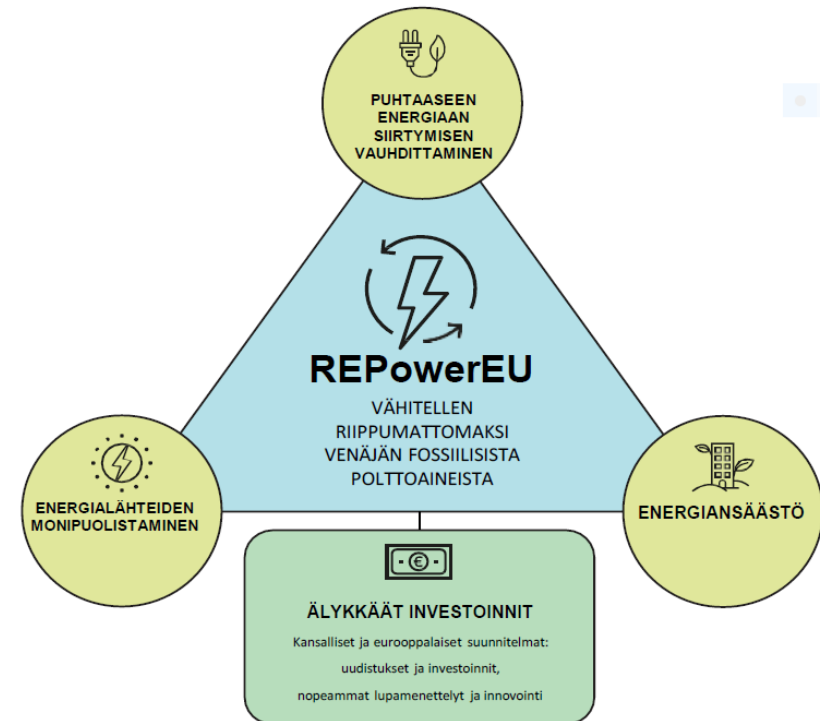 PUHTAASEEN
ENERGIAAN
SIIRTYMISEN
VAUHDITTAMINEN
REPowerEU
VÄHITELLEN
RIIPPUMATTOMAKSI
VENÄJÄN FOSSIILISISTA
POLTTOAINEISTA
ENERGIALÄHTEIDEN
MONIPUOLISTAMINEN
ENERGIANSÄÄSTÖ
ÄLYKKÄÄT INVESTOINNIT
Kansalliset ja eurooppalaiset suunnitelmat:
uudistukset ja investoinnit,
nopeammat lupamenettelyt ja innovointi